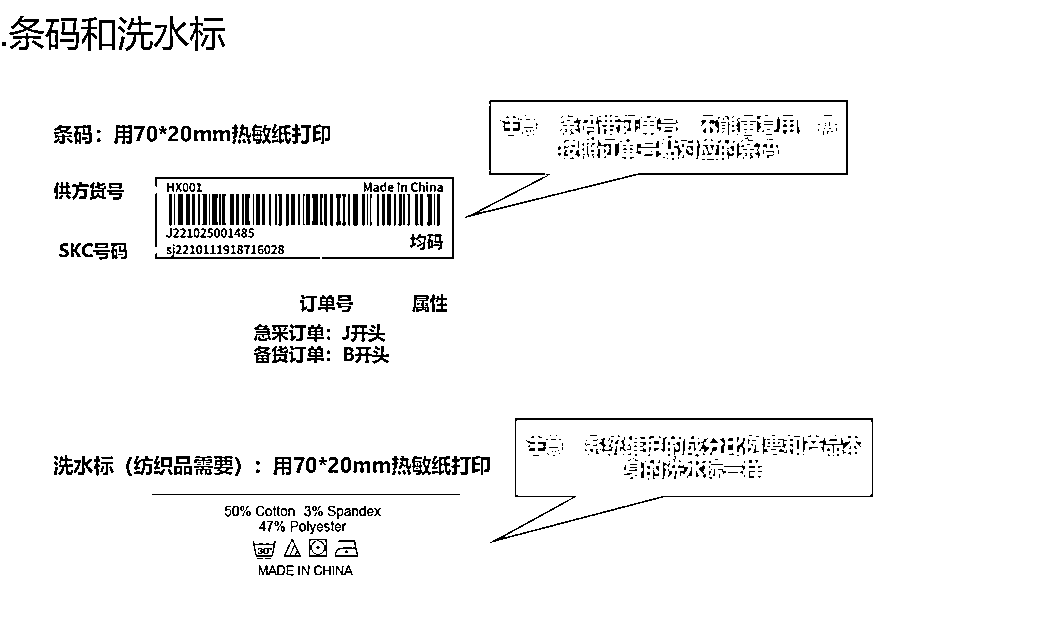 .条码和洗水标
条码：用70*20mm热敏纸打印
注意 条码带订单号 不能重复用
按照订单号贴对应的条码
供方货号
HX001 Made in China
J221025001485
SKC号码
sj2210111918716028 均码
订单号 属性
急采订单：J开头
备货订单：B开头
注意 系统维护的成分比例要和产品本
身的洗水标一样
洗水标（纺织品需要）：用70*20mm热敏纸打印
50% Cotton 3% Spandex
47% Polyester
30°
MADE IN CHINA